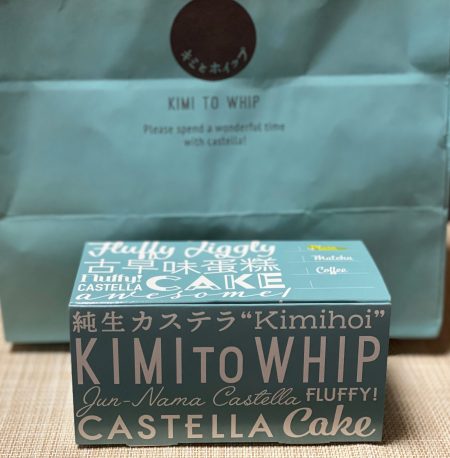 キミとホイップ
KIMI TO WHIP
Please spend a wonderful time
with castella!
Fluffy Jiggly
古早味蛋糕
Fluffy!
CASTELLA
CAKE
awesome!
Plain
Matcha
Coffee
純生カステラ“Kimihoi”
KIMI TO WHIP
Jun-Nama Castella FLUFFY!
CASTELLA Cake